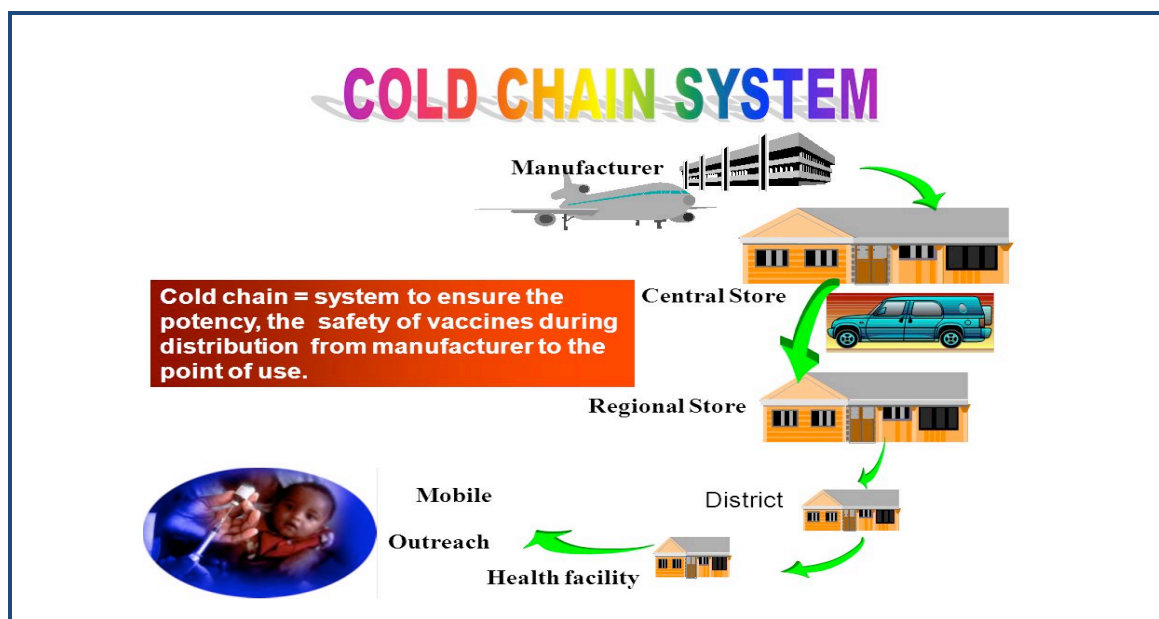 COLD CHAIN SYSTEM
Manufacturer
Central Store
Cold chain = system to ensure the
potency, the safety of vaccines during
distribution from manufacturer to the
point of use.
Regional Store
District
Mobile
Outreach
Health facility